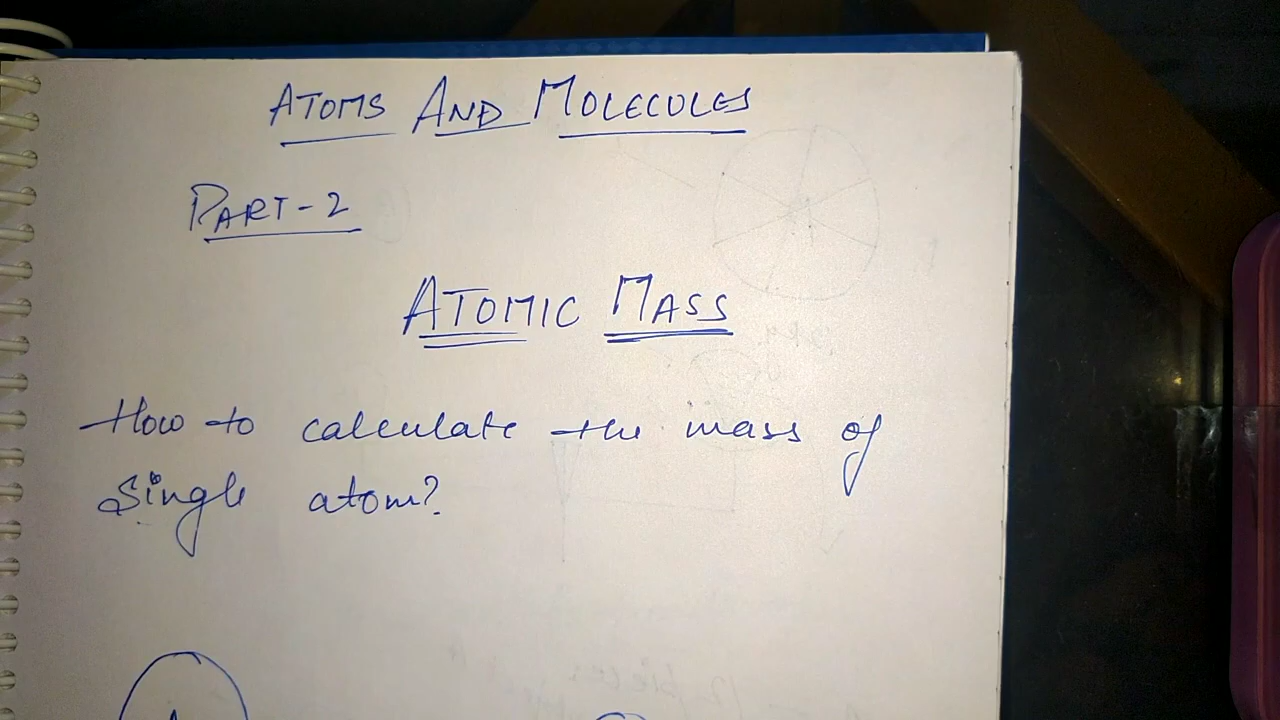 ATOMS AND MOLECULES
PART-2
ATOMIC MASS
How to calculate the mass of
Single atom?